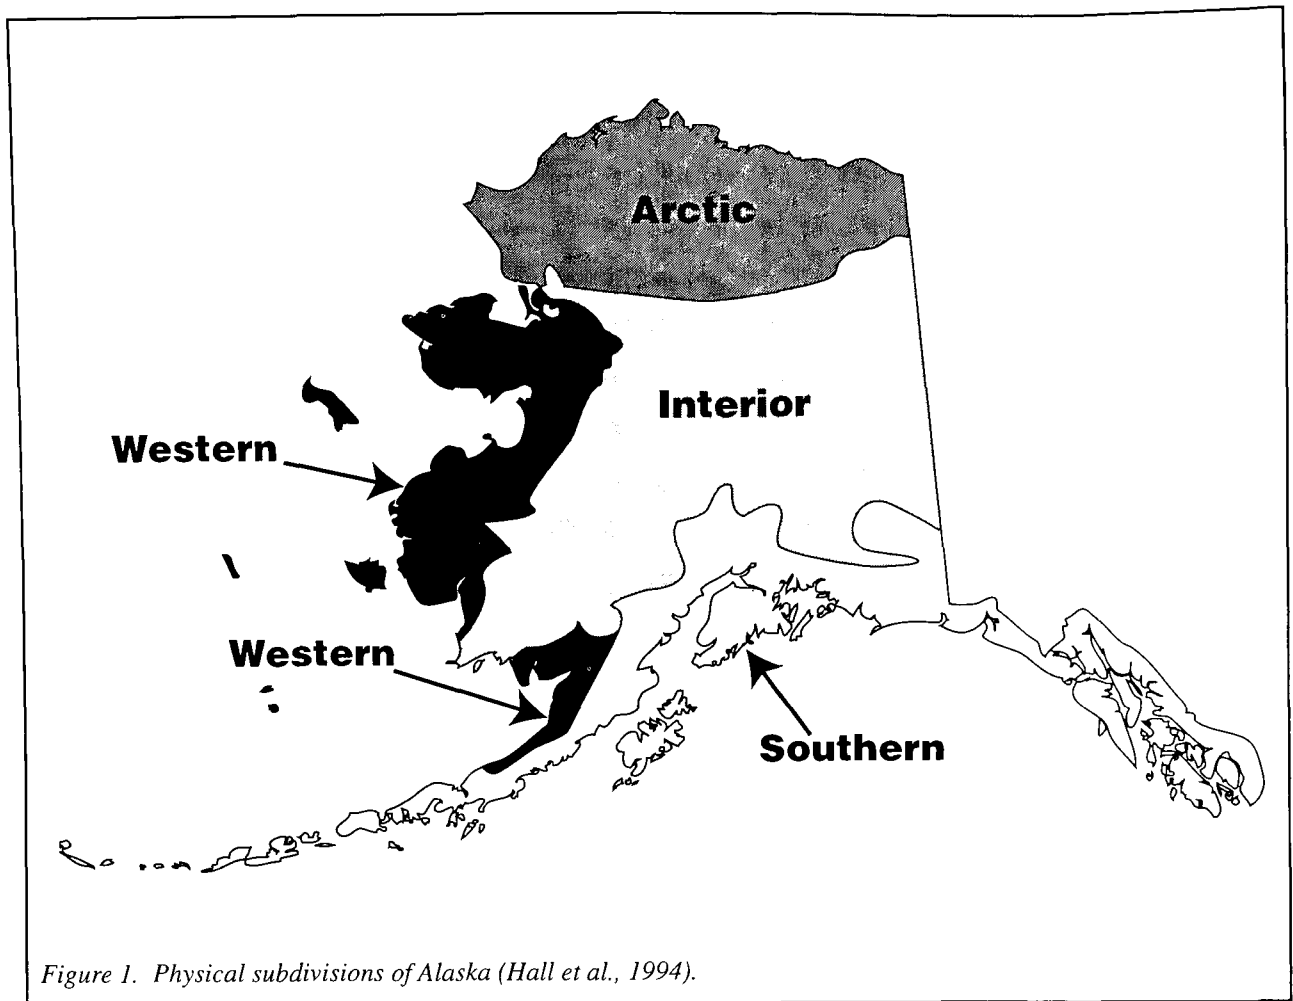 Arctic
Interior
Western
Western
Southern
Figure 1. Physical subdivisions of Alaska (Hall et al., 1994).